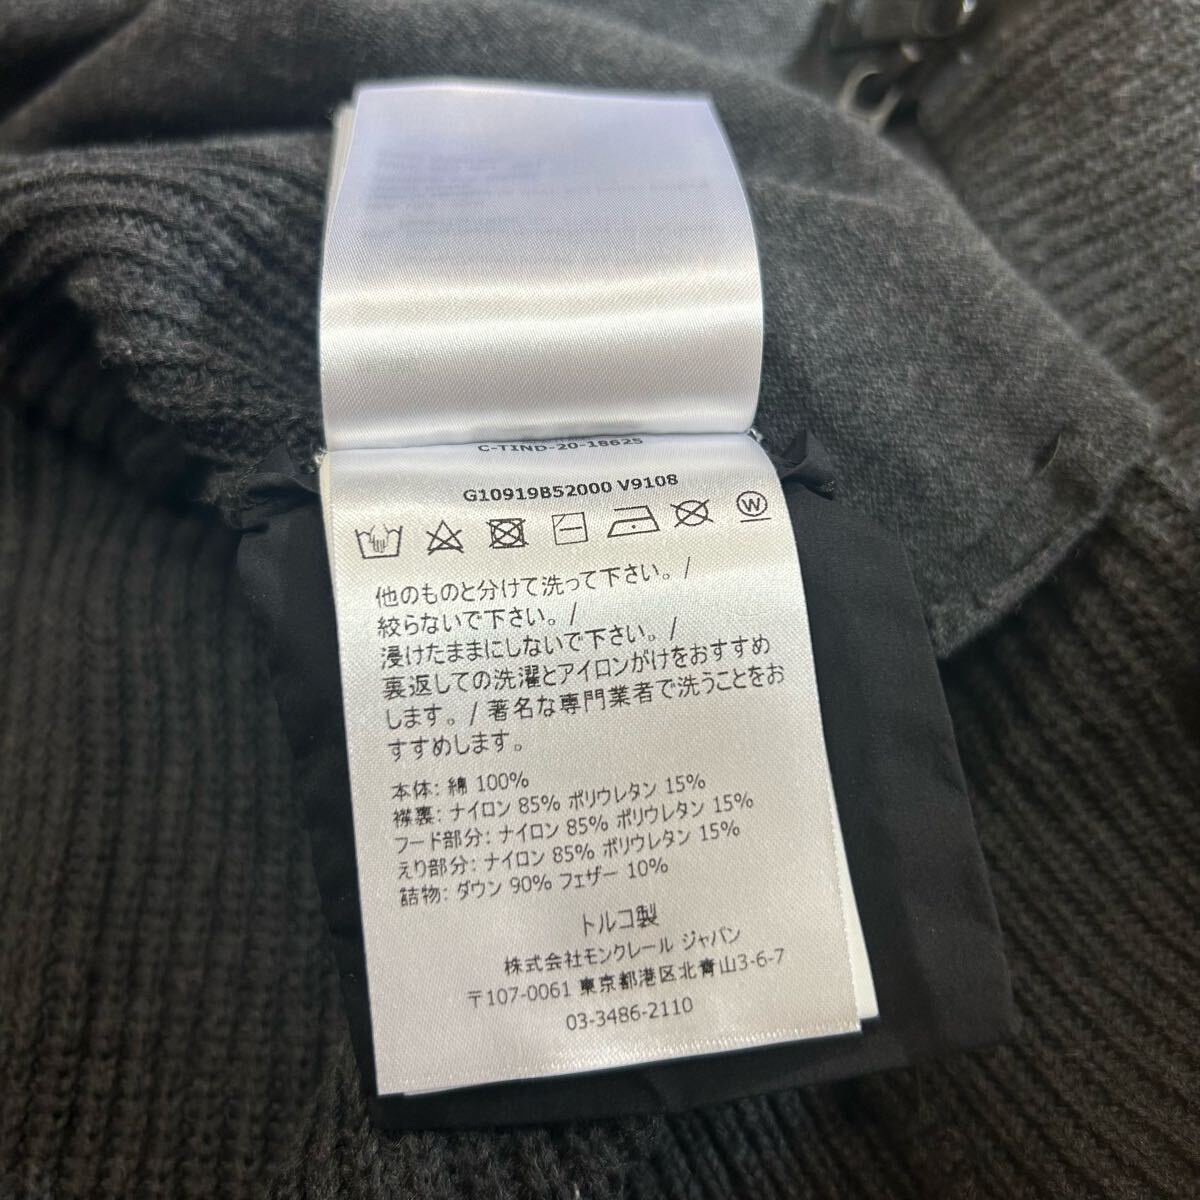 C-TIND-20-18625
G10919B52000 V9108
W
他のものと分けて洗って下さい。/
絞らないで下さい。/
浸けたままにしないで下さい。/
裏返しての洗濯とアイロンがけをおすすめ
します。/ 著名な専門業者で洗うことをお
すすめします。
本体: 綿 100%
襟裏: ナイロン 85% ポリウレタン 15%
フード部分: ナイロン 85% ポリウレタン 15%
えり部分: ナイロン 85% ポリウレタン 15%
詰物: ダウン 90% フェザー 10%
トルコ製
株式会社モンクレール ジャパン
〒107-0061 東京都港区北青山3-6-7
03-3486-2110